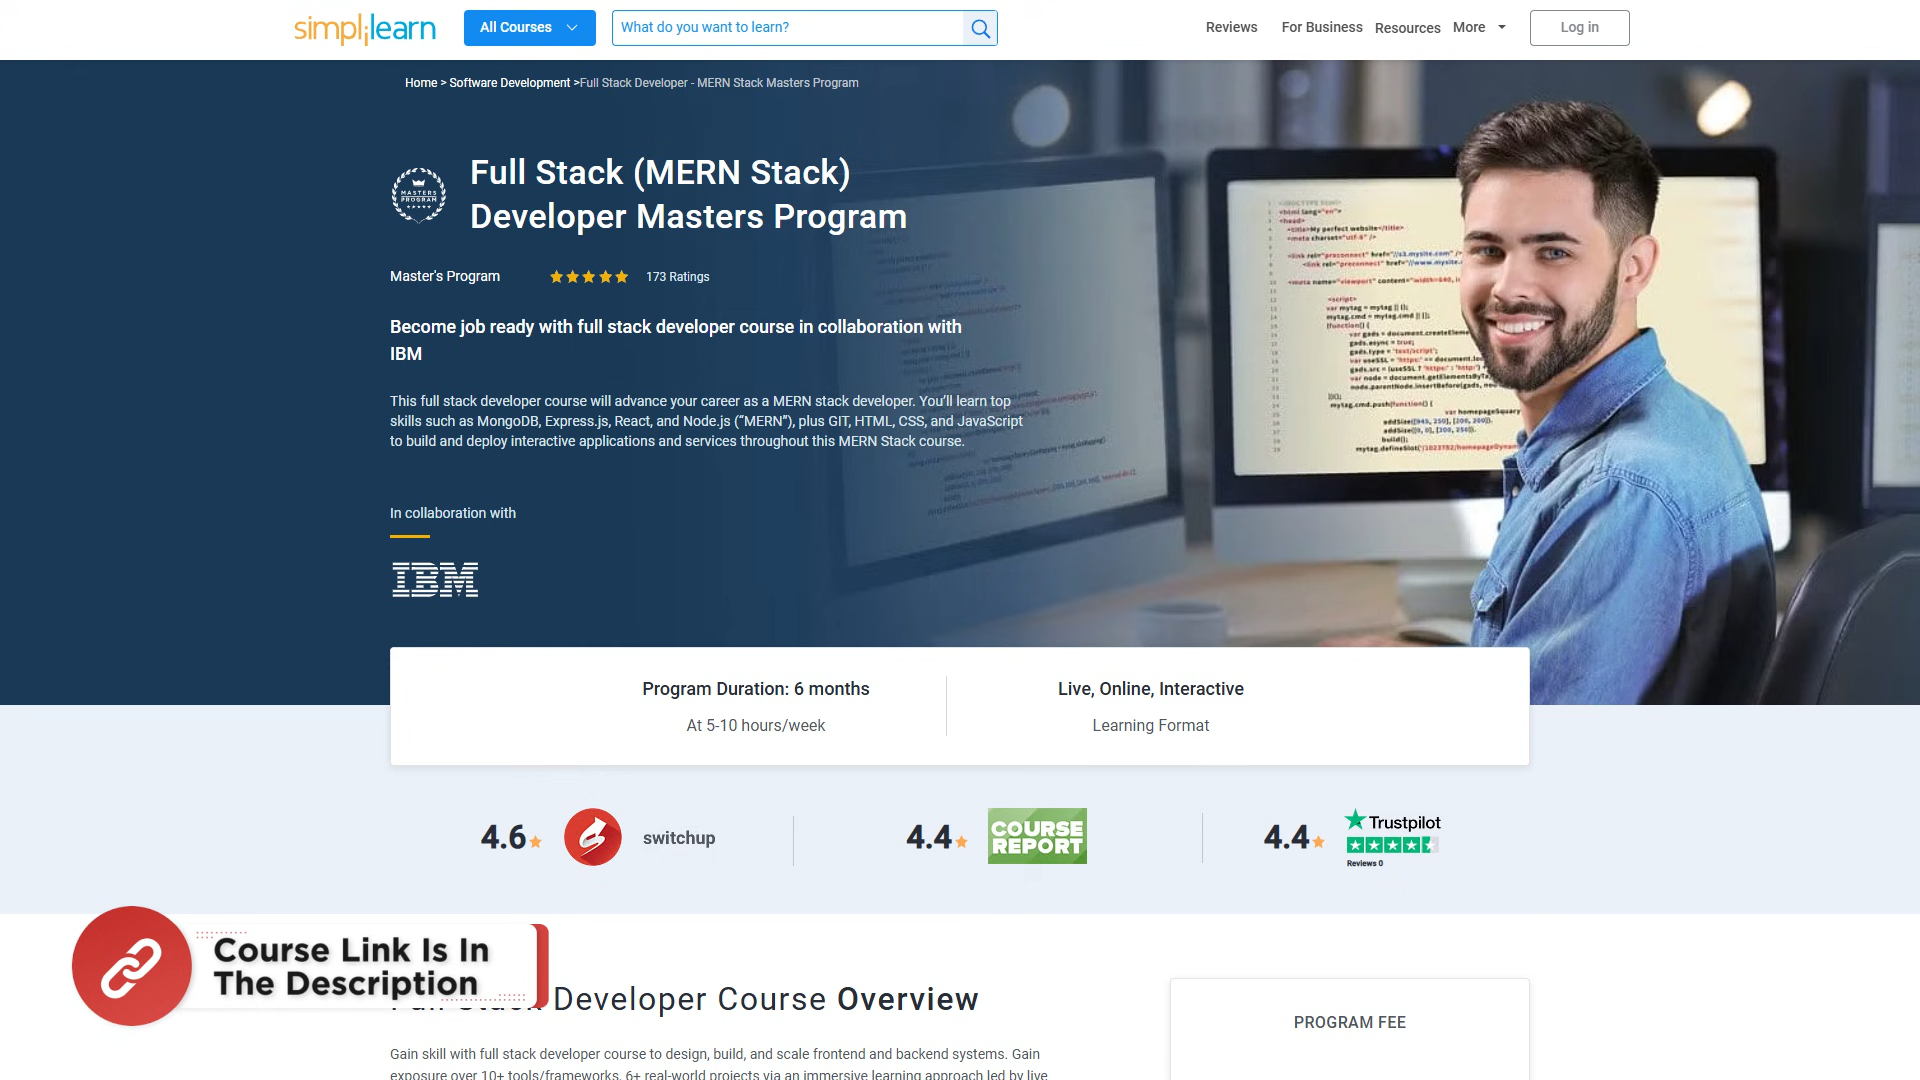 simplilearn
All Courses
What do you want to learn?
Reviews
For Business
Resources
More
Log in
Home > Software Development >Full Stack Developer - MERN Stack Masters Program
MASTERS
PROGRAM
Full Stack (MERN Stack)
Developer Masters Program
Master's Program
173 Ratings
Become job ready with full stack developer course in collaboration with
IBM
This full stack developer course will advance your career as a MERN stack developer. You’ll learn top
skills such as MongoDB, Express.js, React, and Node.js (“MERN”), plus GIT, HTML, CSS, and JavaScript
to build and deploy interactive applications and services throughout this MERN Stack course.
In collaboration with
IBM
Program Duration: 6 months
At 5-10 hours/week
Live, Online, Interactive
Learning Format
4.6
switchup
4.4
COURSE
REPORT
4.4
Trustpilot
Reviews 0
Course Link Is In
The Description
Developer Course Overview
PROGRAM FEE
Gain skill with full stack developer course to design, build, and scale frontend and backend systems. Gain
exposure over 10+ tools/frameworks, 6+ real-world projects via an immersive learning approach led by live